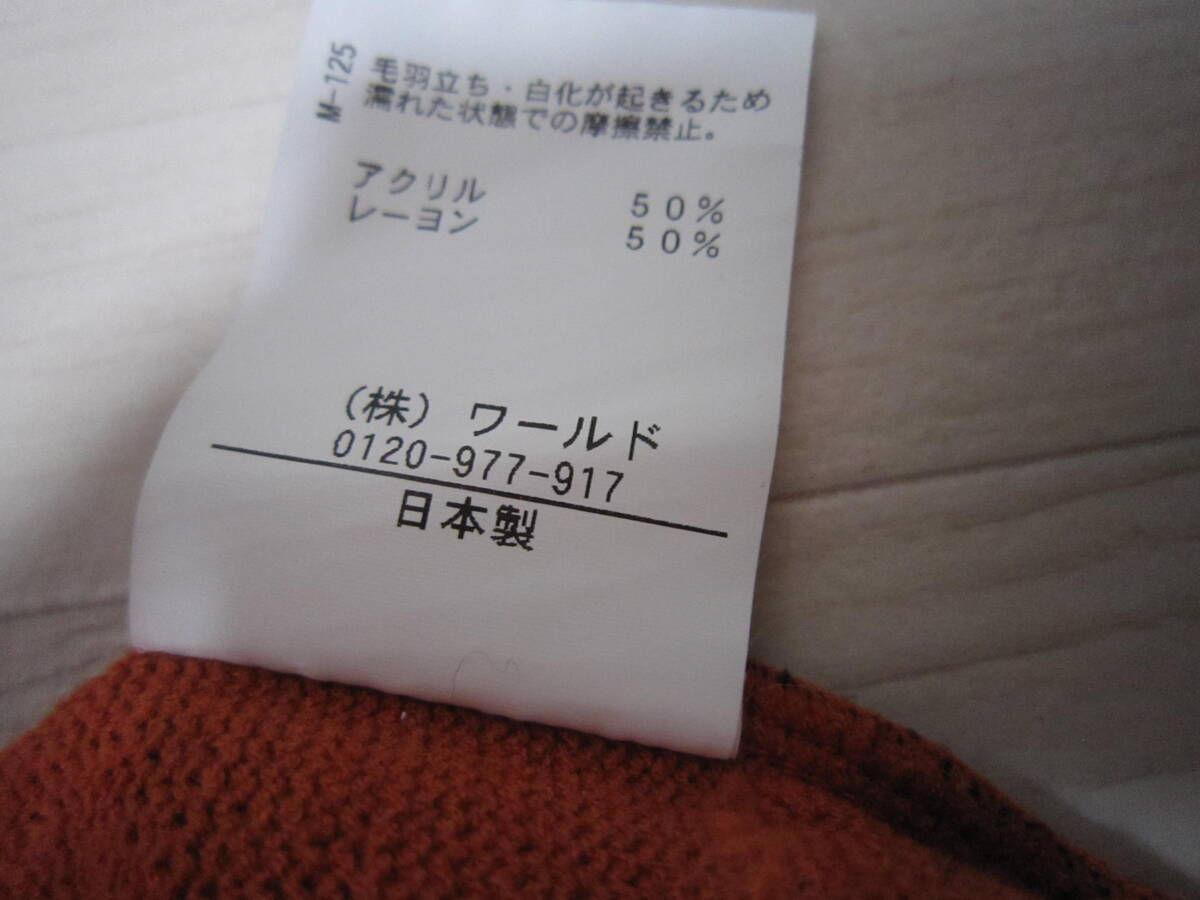 M-125
毛羽立ち・白化が起きるため
濡れた状態での摩擦禁止。
アクリル 50%
レーヨン 50%
(株) ワールド
0120-977-917
日本製